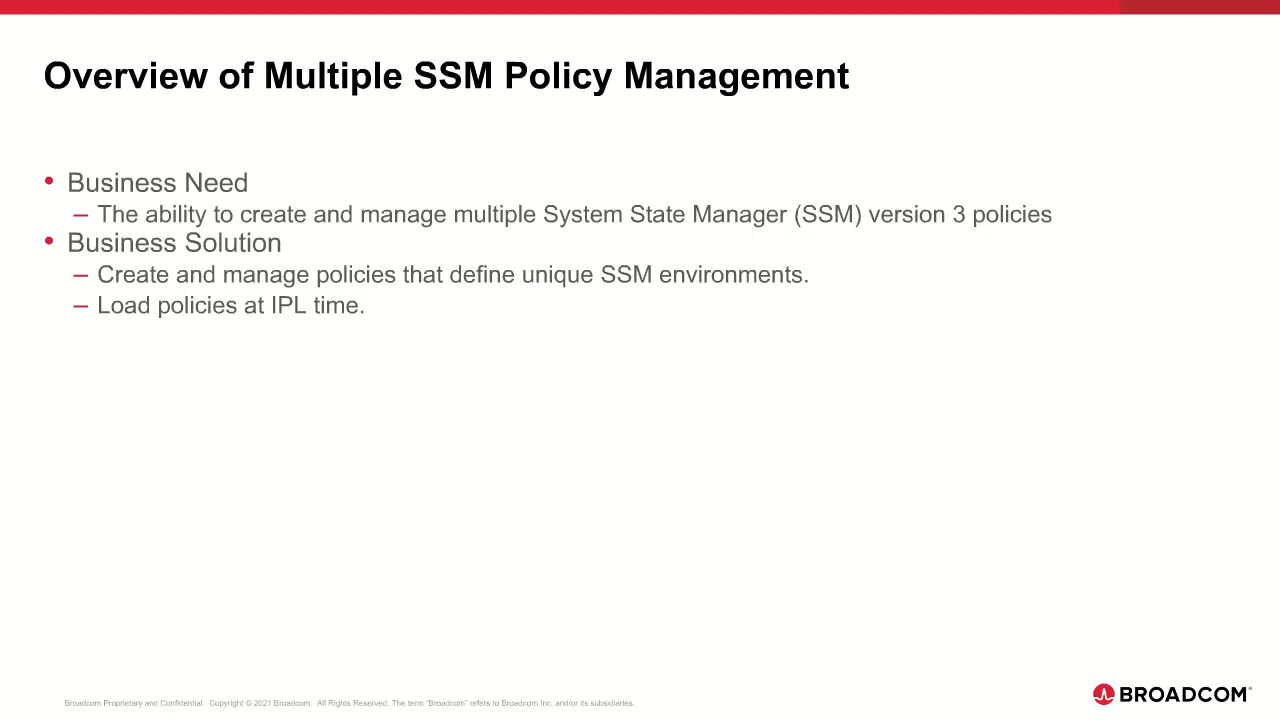 Overview of Multiple SSM Policy Management
• Business Need
– The ability to create and manage multiple System State Manager (SSM) version 3 policies
• Business Solution
– Create and manage policies that define unique SSM environments.
– Load policies at IPL time.
Broadcom Proprietary and Confidential. Copyright © 2021 Broadcom. All Rights Reserved. The term “Broadcom” refers to Broadcom Inc. and/or its subsidiaries.
BROADCOM®